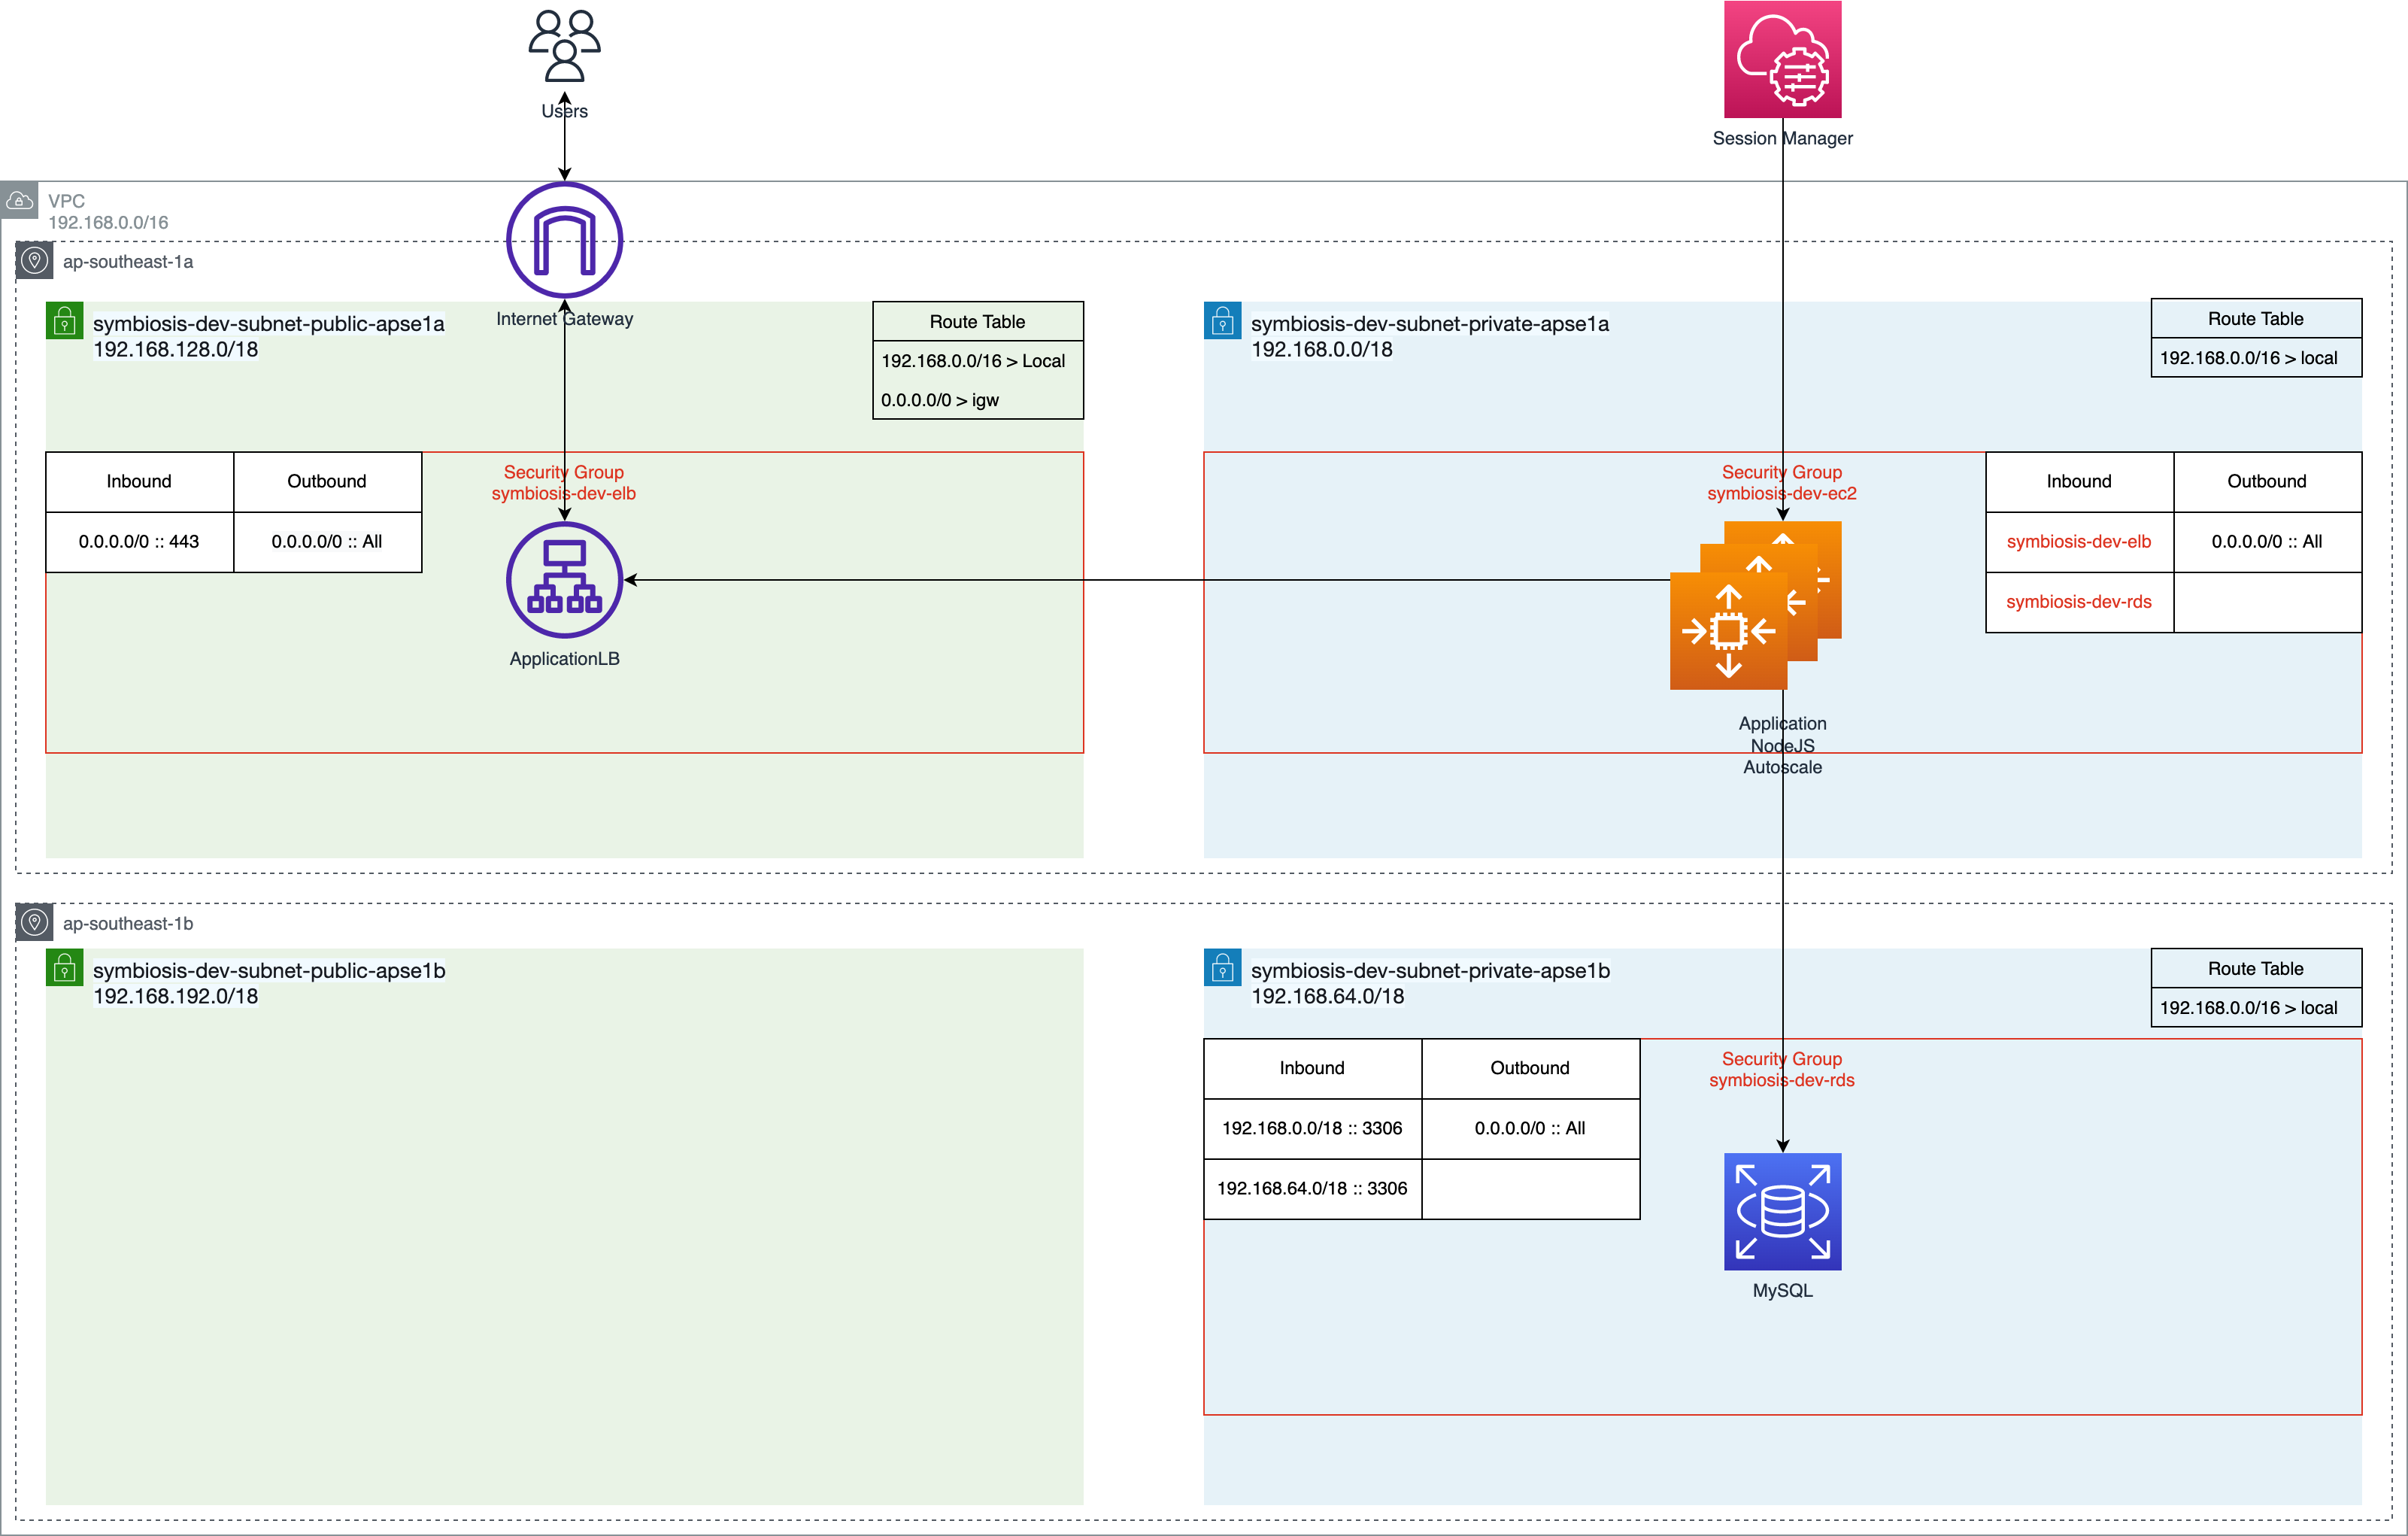 Users
Session Manager
VPC
192.168.0.0/16
ap-southeast-1a
Internet Gateway
symbiosis-dev-subnet-public-apse1a
192.168.128.0/18
Route Table
192.168.0.0/16 > Local
0.0.0.0/0 > igw
symbiosis-dev-subnet-private-apse1a
192.168.0.0/18
Route Table
192.168.0.0/16 > local
Inbound
Outbound
0.0.0.0/0 :: 443
0.0.0.0/0 :: All
Security Group
symbiosis-dev-elb
ApplicationLB
Security Group
symbiosis-dev-ec2
Inbound
Outbound
symbiosis-dev-elb
0.0.0.0/0 :: All
symbiosis-dev-rds
Application
NodeJS
Autoscale
ap-southeast-1b
symbiosis-dev-subnet-public-apse1b
192.168.192.0/18
symbiosis-dev-subnet-private-apse1b
192.168.64.0/18
Route Table
192.168.0.0/16 > local
Inbound
Outbound
192.168.0.0/18 :: 3306
0.0.0.0/0 :: All
192.168.64.0/18 :: 3306
Security Group
symbiosis-dev-rds
MySQL